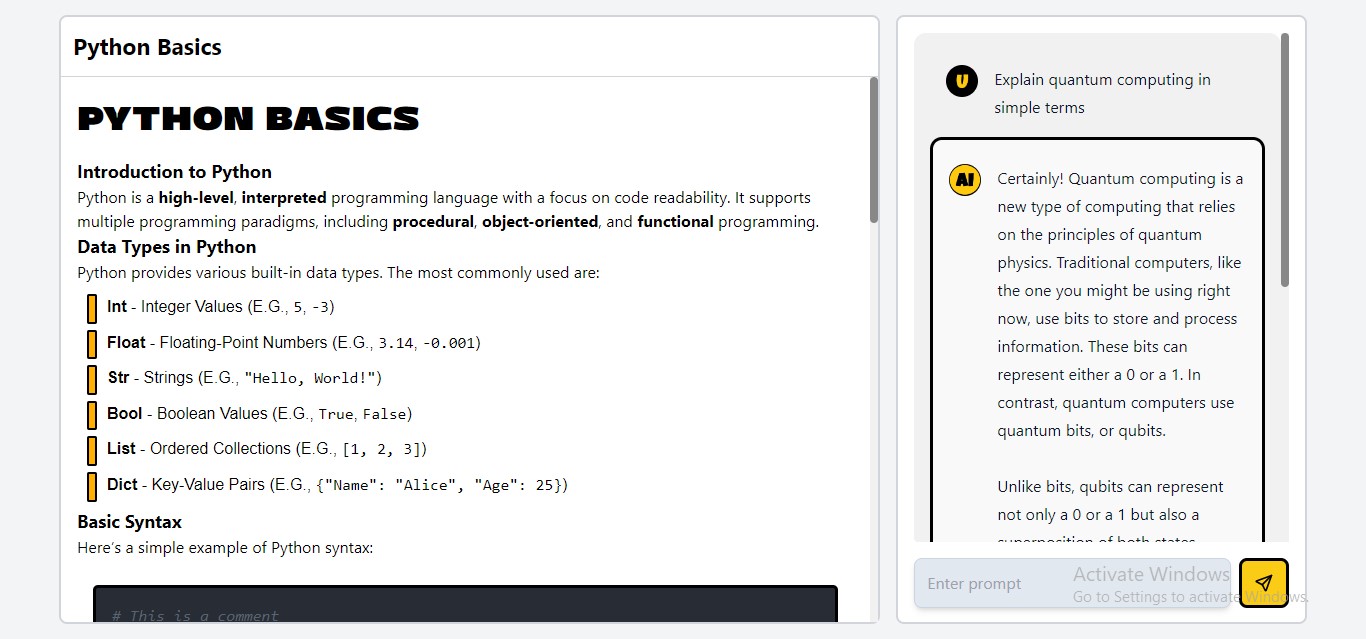 Python Basics
PYTHON BASICS
Introduction to Python
Python is a high-level, interpreted programming language with a focus on code readability. It supports
multiple programming paradigms, including procedural, object-oriented, and functional programming.
Data Types in Python
Python provides various built-in data types. The most commonly used are:
Int - Integer Values (E.G., 5, -3)
Float - Floating-Point Numbers (E.G., 3.14, -0.001)
Str - Strings (E.G., "Hello, World!")
Bool - Boolean Values (E.G., True, False)
List - Ordered Collections (E.G., [1, 2, 3])
Dict - Key-Value Pairs (E.G., {"Name": "Alice", "Age": 25})
Basic Syntax
Here's a simple example of Python syntax:
# This is a comment
U
Explain quantum computing in
simple terms
AI
Certainly! Quantum computing is a
new type of computing that relies
on the principles of quantum
physics. Traditional computers, like
the one you might be using right
now, use bits to store and process
information. These bits can
represent either a 0 or a 1. In
contrast, quantum computers use
quantum bits, or qubits.
Unlike bits, qubits can represent
not only a 0 or a 1 but also a
superposition of both states
Enter prompt
Activate Windows
Go to Settings to activate Windows.